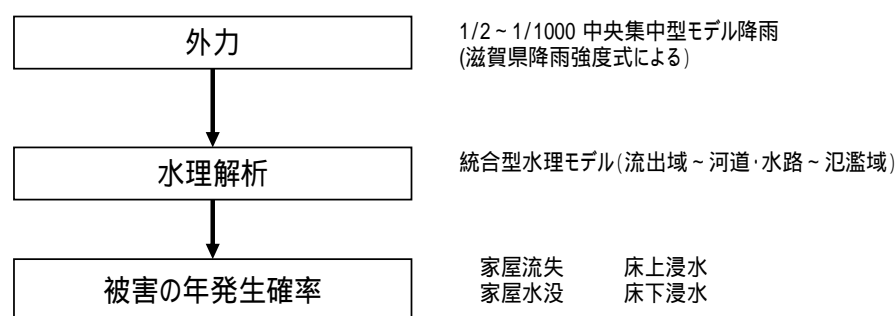 外力
1/2~1/1000 中央集中型モデル降雨
(滋賀県降雨強度式による)
水理解析
統合型水理モデル(流出域~河道・水路~氾濫域)
被害の年発生確率
家屋流失 床上浸水
家屋水没 床下浸水